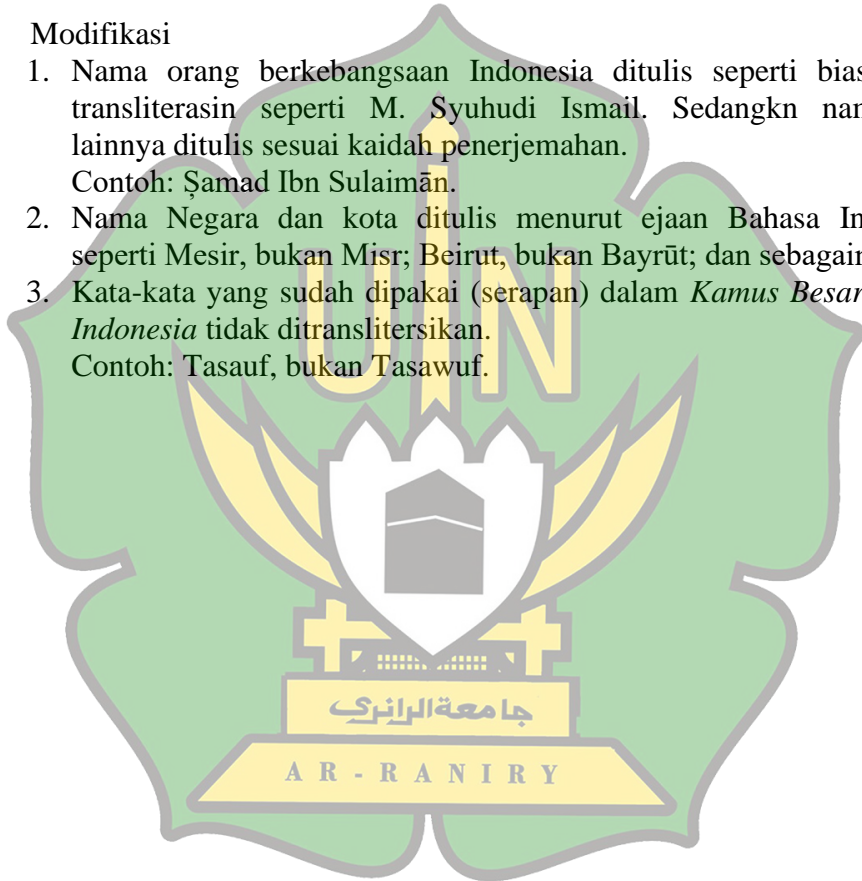 Modifikasi
1. Nama orang berkebangsaan Indonesia ditulis seperti bias
transliterasin seperti M. Syuhudi Ismail. Sedangkn nam
lainnya ditulis sesuai kaidah penerjemahan.
Contoh: Ṣamad Ibn Sulaimān.
2. Nama Negara dan kota ditulis menurut ejaan Bahasa In
seperti Mesir, bukan Misr; Beirut, bukan Bayrūt; dan sebagain
3. Kata-kata yang sudah dipakai (serapan) dalam Kamus Besar
Indonesia tidak ditranslitersikan.
Contoh: Tasauf, bukan Tasawuf.
UIN
جامعة الرانري
AR-RANIRY